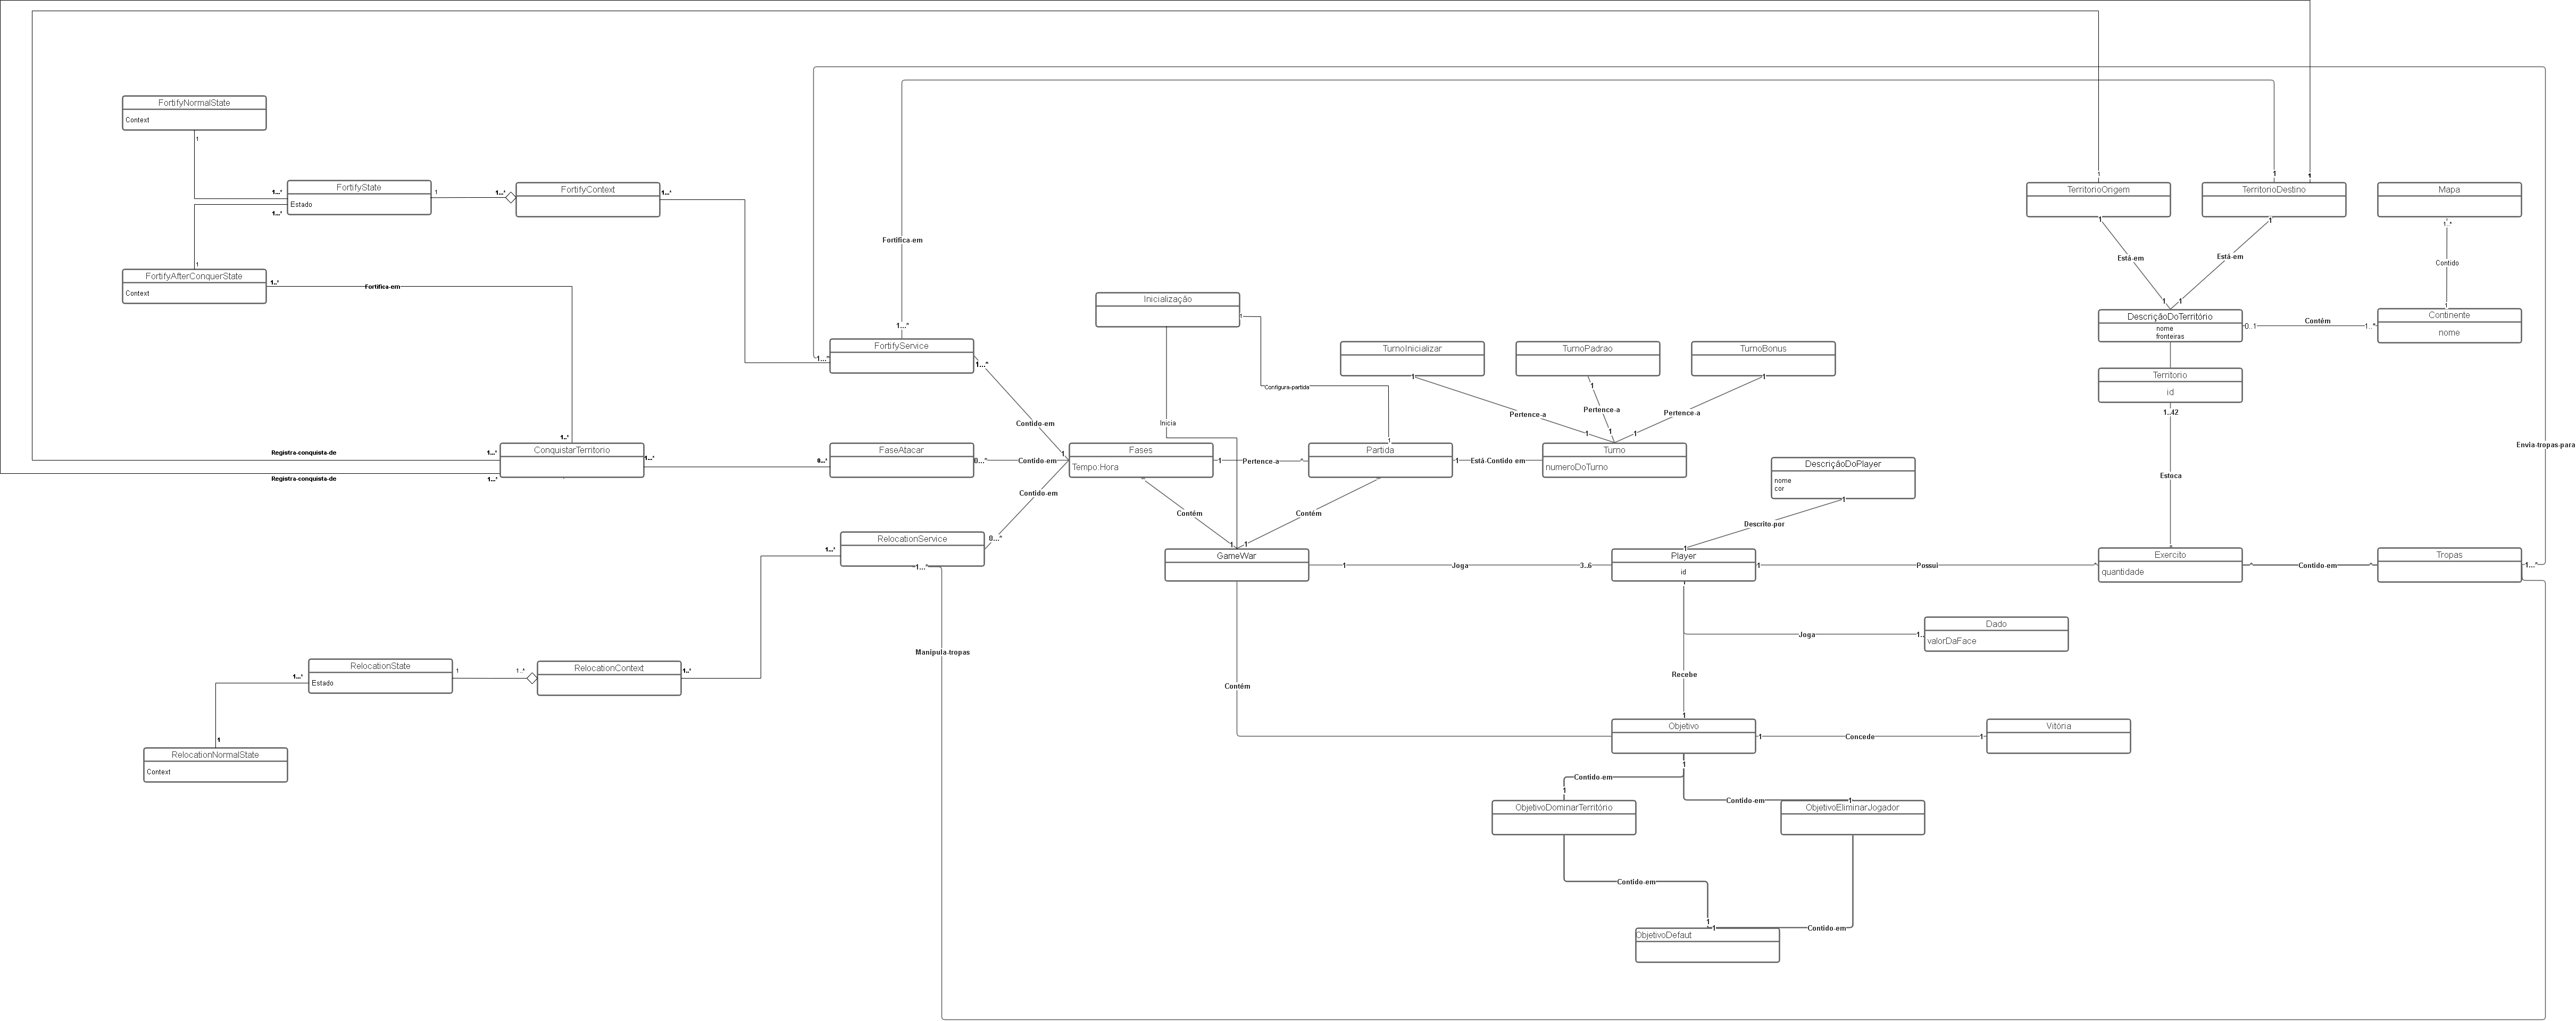 FortifyNormalState
Context
1
1...*
FortifyState
Estado
1...*
1
1...*
FortifyContext
1...*
1
FortifyAfterConquerState
Context
1..*
Fortifica-em
1..*
Registra-conquista-de
1...*
ConquistarTerritorio
1...*
Registra-conquista-de
1...*
Fortifica-em
1...*
FortifyService
1...*
1...*
Contido-em
0...*
FaseAtacar
0...*
Contido-em
Contido-em
RelocationService
1...*
0...*
1...*
Manipula-tropas
RelocationState
Estado
1...*
1
1..*
RelocationContext
1..*
1
RelocationNormalState
Context
Inicialização
1
Configura-partida
Inicia
1
Fases
Tempo:Hora
1
Pertence-a
*
Partida
1
1
Está-Contido em
Contém
Contém
1
1
GameWar
TurnoInicializar
1
TurnoPadrao
1
TurnoBonus
1
Pertence-a
Pertence-a
Pertence-a
1
1
1
Turno
numeroDoTurno
DescriçãoDoPlayer
nome
cor
1
Descrito-por
1
1
Joga
3..6
Player
id
1
Possui
*
1
Joga
1..
Dado
valorDaFace
Recebe
1
Contém
Objetivo
1
Concede
1
Vitória
1
Contido-em
1
Contido-em
1
ObjetivoDominarTerritório
ObjetivoEliminarJogador
Contido-em
1
1
Contido-em
ObjetivoDefaut
1
TerritorioOrigem
1
1
1
TerritorioDestino
1
Mapa
1..*
Está-em
Está-em
Contido
1
1
1
DescriçãoDoTerritório
nome
fronteiras
0..1
Contém
1..*
Continente
nome
Territorio
id
1..42
Estoca
*
Exercito
quantidade
*
Contido-em
*
Tropas
1...*
Envia-tropas-para